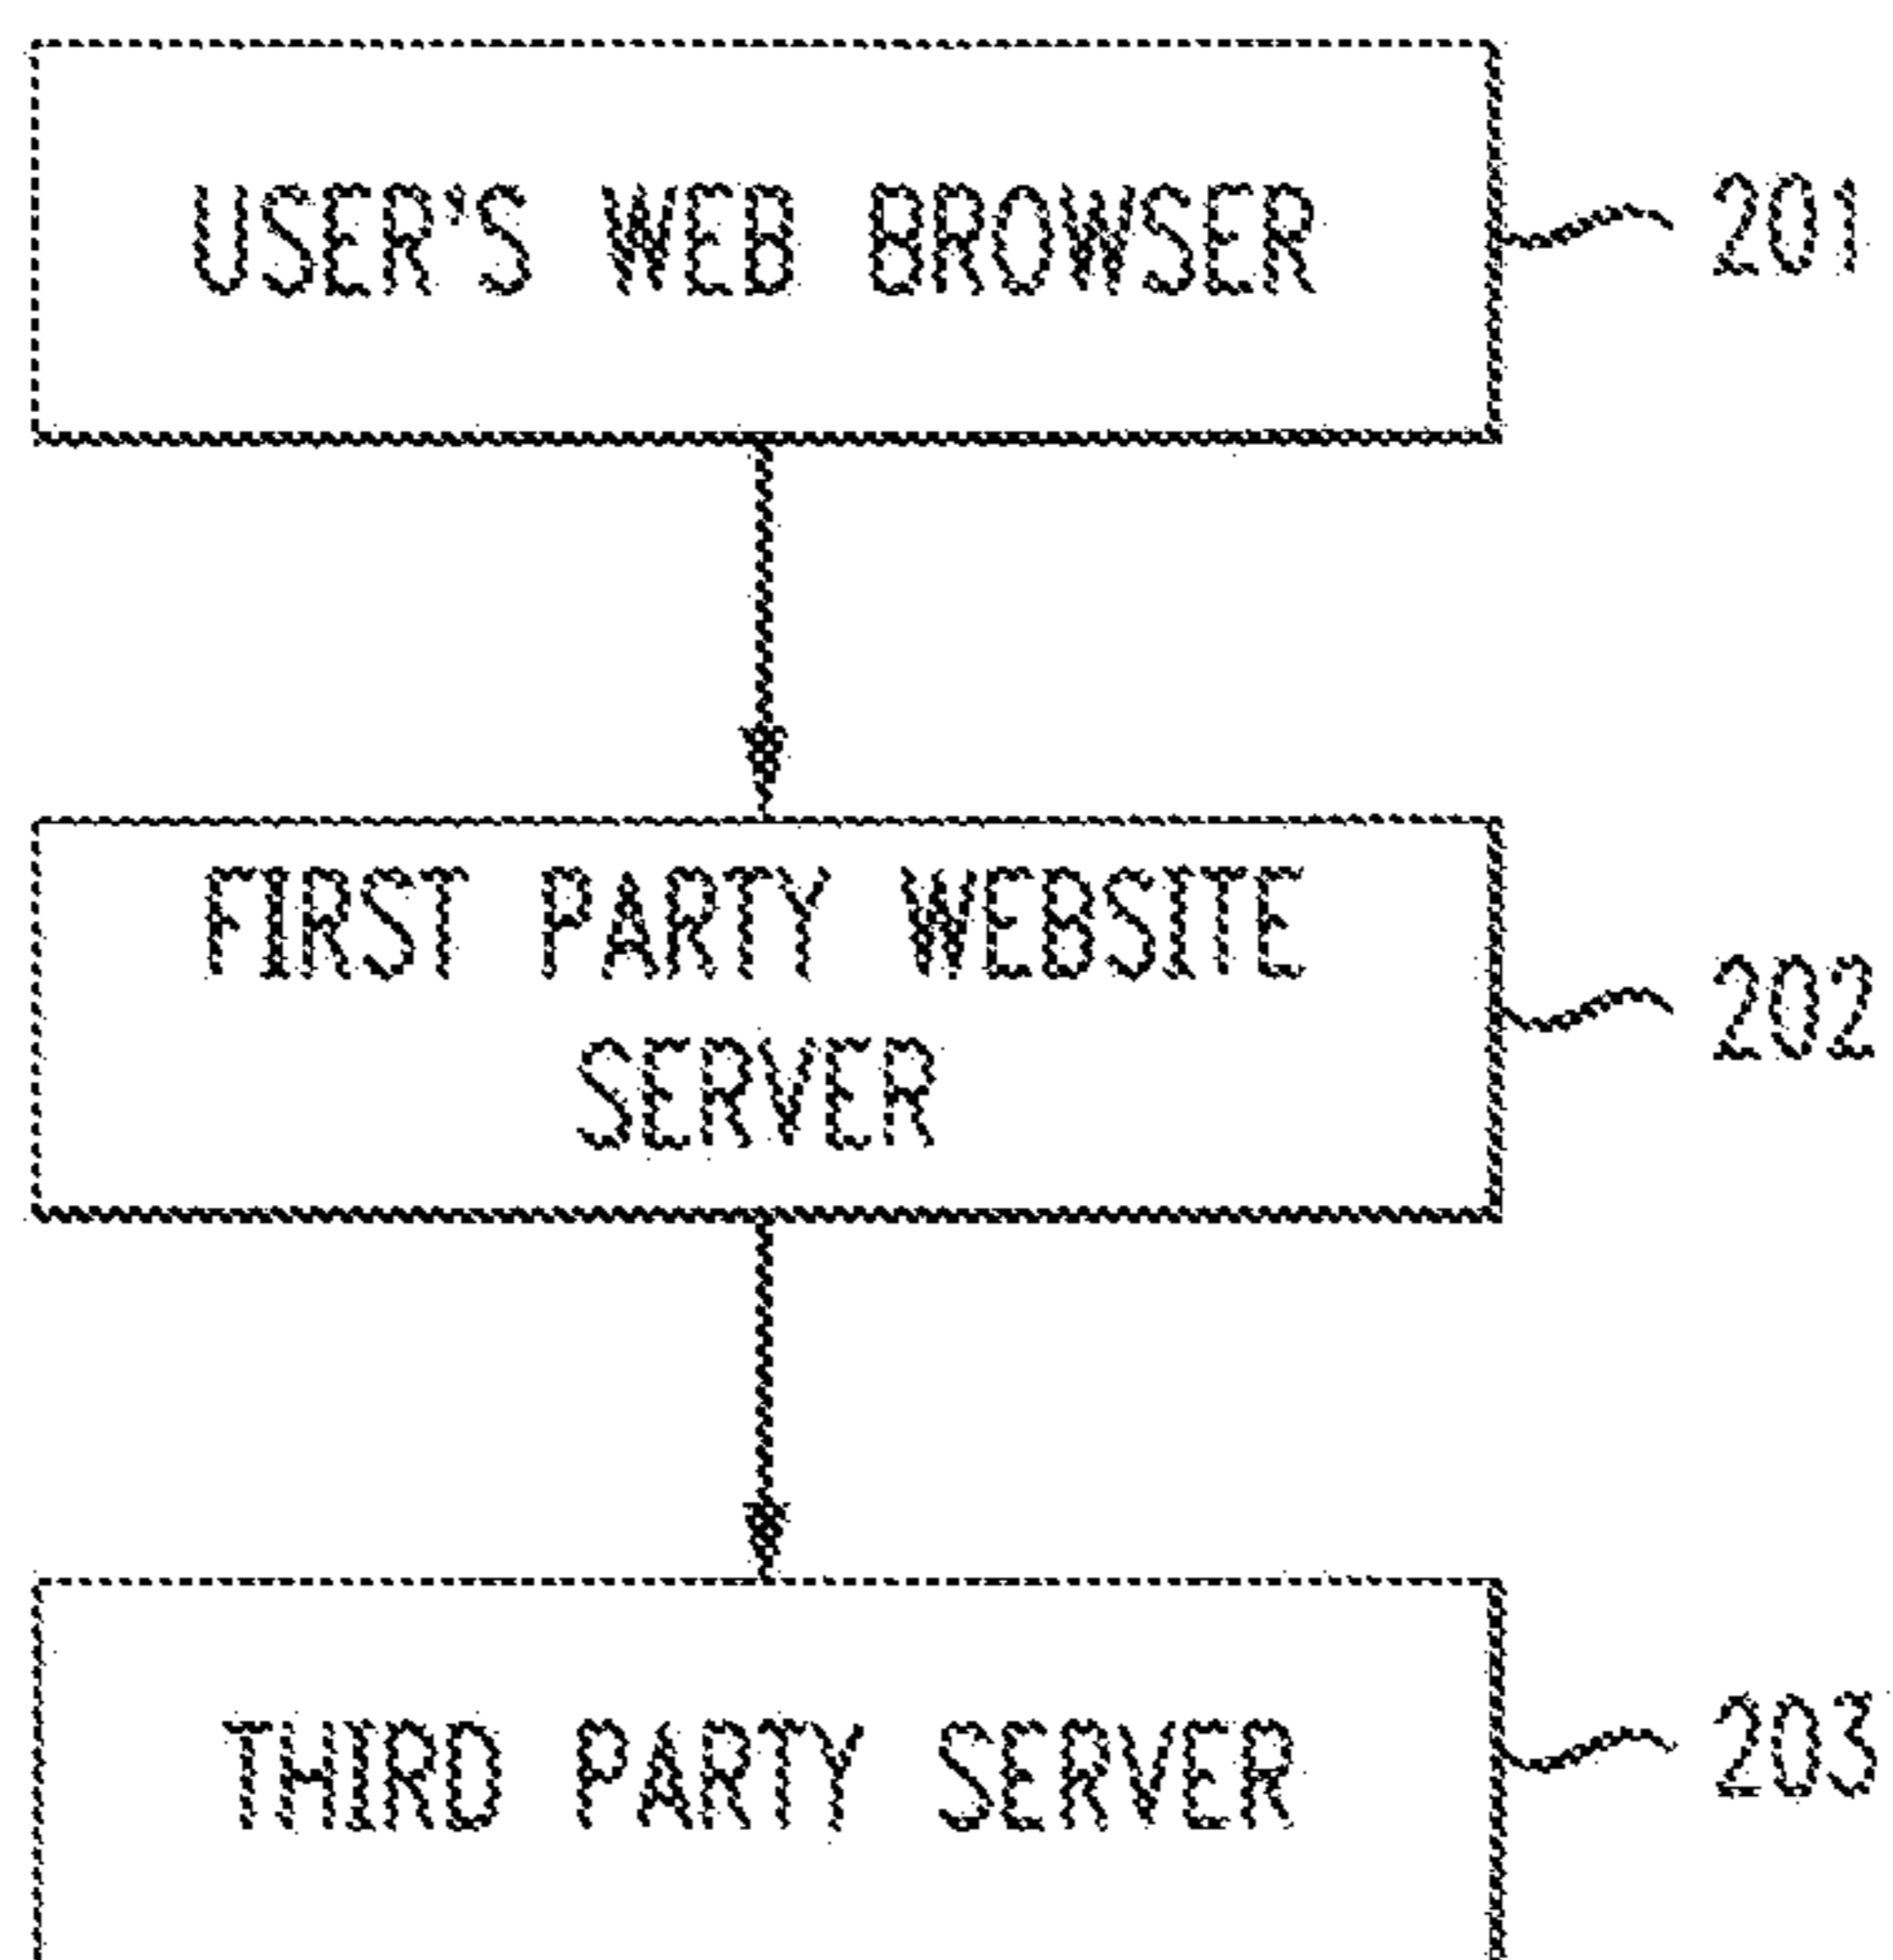 USER'S WEB BROWSER
201
FIRST PARTY WEBSITE
SERVER
202
THIRD PARTY SERVER
203